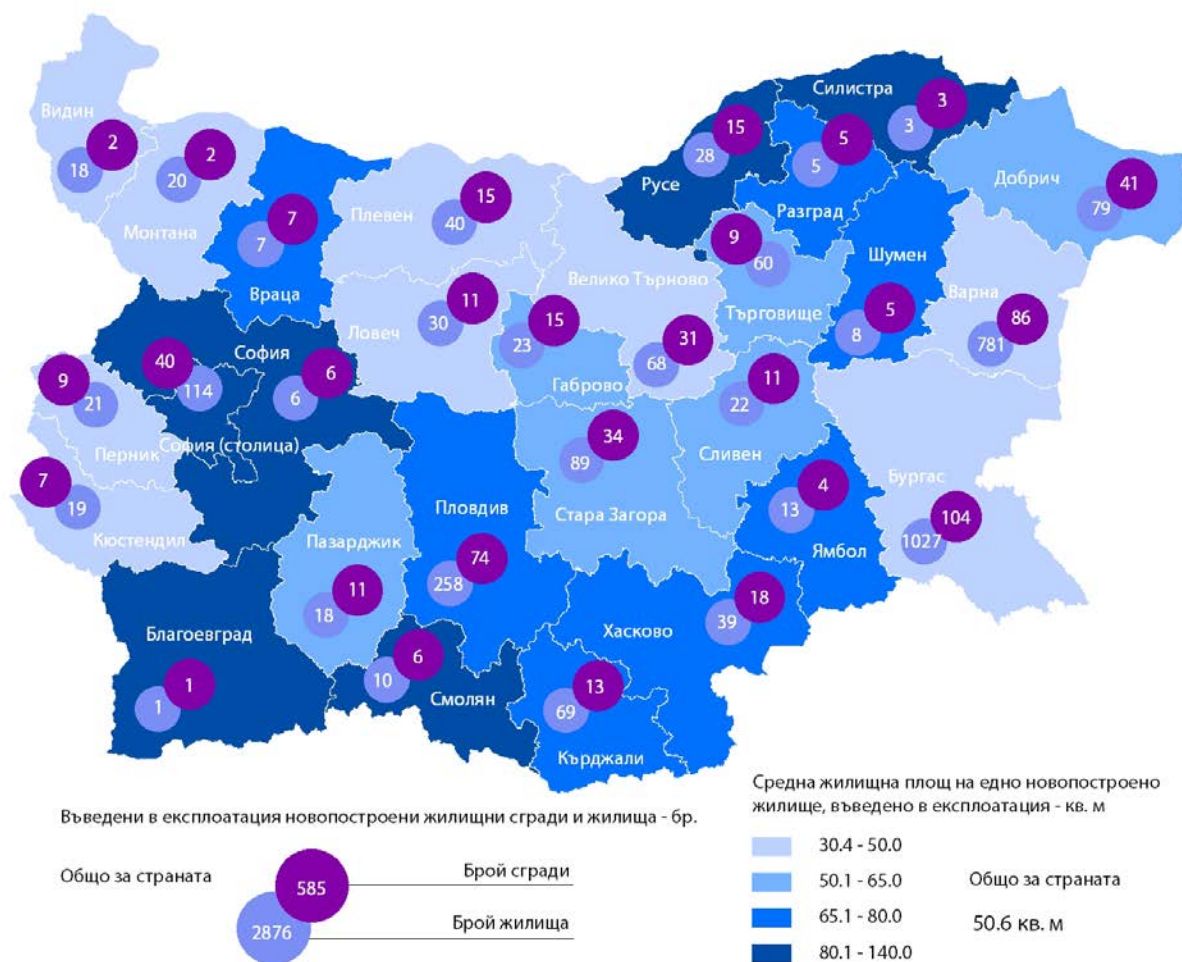 Видин
2
18
2
20
Монтана
7
7
Враца
15
Плевен
40
11
30
Ловеч
15
23
Габрово
Велико Търново
31
68
15
28
Русе
5
5
Разград
Силистра
3
3
Добрич
41
79
9
60
Търговище
Шумен
5
8
Варна
86
781
40
София
114
6
6
София (столица)
9
21
Перник
7
19
Кюстендил
Пазарджик
11
18
Пловдив
74
258
34
89
Стара Загора
11
22
Сливен
4
13
Ямбол
Бургас
104
1027
Благоевград
1
1
6
10
Смолян
Хасково
18
39
13
69
Кърджали
Въведени в експлоатация новопостроени жилищни сгради и жилища - бр.
Общо за страната
585
Брой сгради
2876
Брой жилища
Средна жилищна площ на едно новопостроено
жилище, въведено в експлоатация - кв. м
30.4 - 50.0
50.1 - 65.0
Общо за страната
65.1 - 80.0
50.6 кв. м
80.1 - 140.0